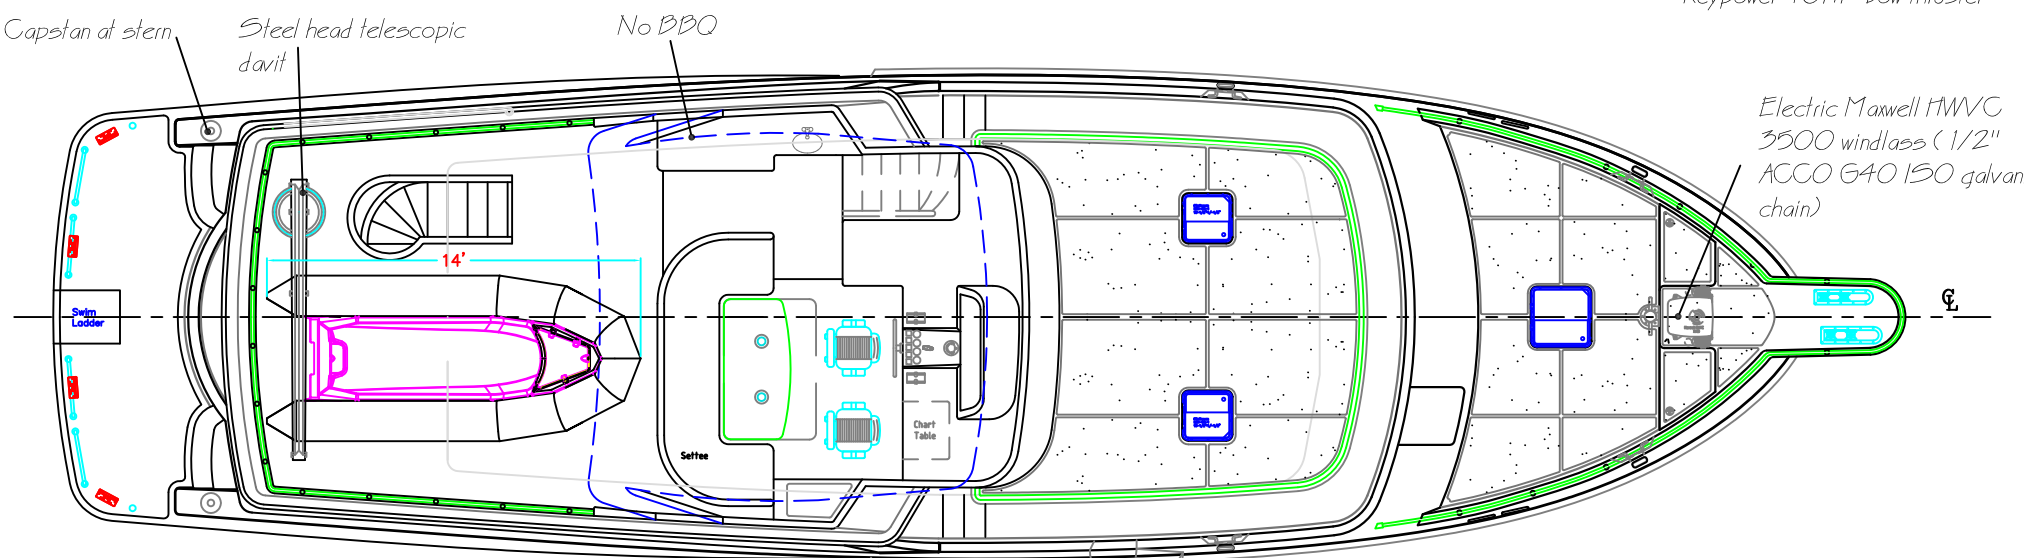 Capstan at stern
Steel head telescopic
davit
No BBQ
Electric Maxwell HWVC
3500 windlass ( 1/2"
ACCO G40 ISO galvan
chain)
14'
Swim
Ladder
Settee
Chart
Table
CL